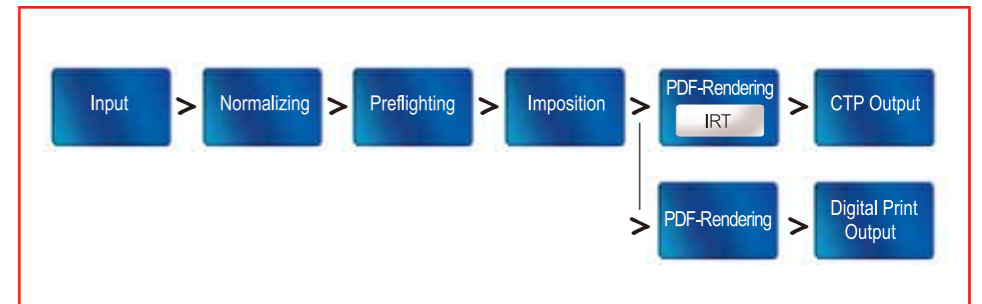 Input
Normalizing
Preflighting
Imposition
PDF-Rendering
IRT
CTP Output
PDF-Rendering
Digital Print
Output